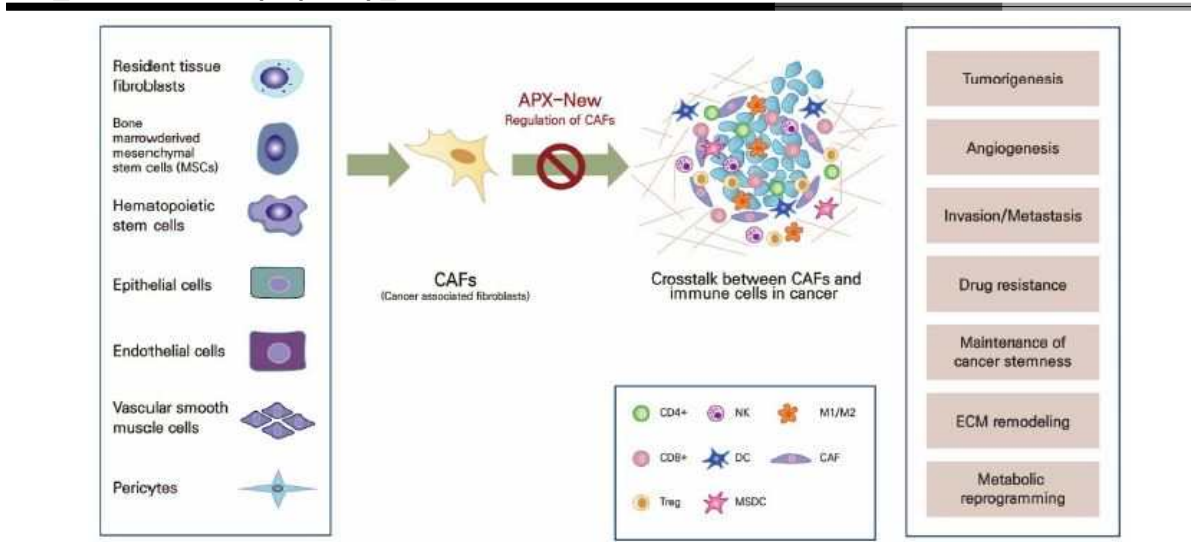 Resident tissue
fibroblasts
Bone
marrowderived
mesenchymal
stem cells (MSCs)
Hematopoietic
stem cells
Epithelial cells
Endothelial cells
Vascular smooth
muscle cells
Pericytes
APX-New
Regulation of CAFs
CAFs
(Cancer associated fibroblasts)
Crosstalk between CAFs and
immune cells in cancer
CD4+ NK M1/M2
CD8+ DC CAF
Treg MSDC
Tumorigenesis
Angiogenesis
Invasion/Metastasis
Drug resistance
Maintenance of
cancer stemness
ECM remodeling
Metabolic
reprogramming